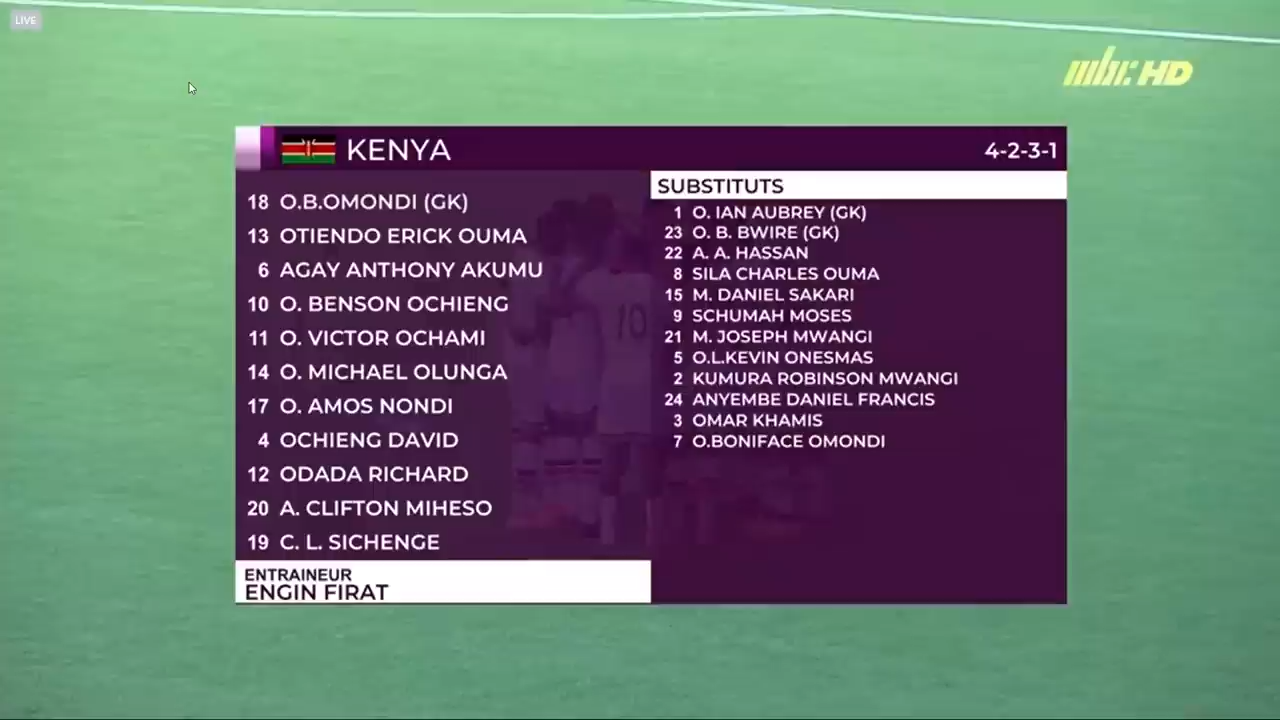 LIVE
mbc HD
KENYA
4-2-3-1
18 O.B.OMONDI (GK)
13 OTIENDO ERICK OUMA
6 AGAY ANTHONY AKUMU
10 O. BENSON OCHIENG
11 O. VICTOR OCHAMI
14 O. MICHAEL OLUNGA
17 O. AMOS NONDI
4 OCHIENG DAVID
12 ODADA RICHARD
20 A. CLIFTON MIHESO
19 C. L. SICHENGE
ENTRAINEUR
ENGIN FIRAT
SUBSTITUTS
1 O. IAN AUBREY (GK)
23 O. B. BWIRE (GK)
22 A. A. HASSAN
8 SILA CHARLES OUMA
15 M. DANIEL SAKARI
9 SCHUMAH MOSES
21 M. JOSEPH MWANGI
5 O.L.KEVIN ONESMAS
2 KUMURA ROBINSON MWANGI
24 ANYEMBE DANIEL FRANCIS
3 OMAR KHAMIS
7 O.BONIFACE OMONDI
10